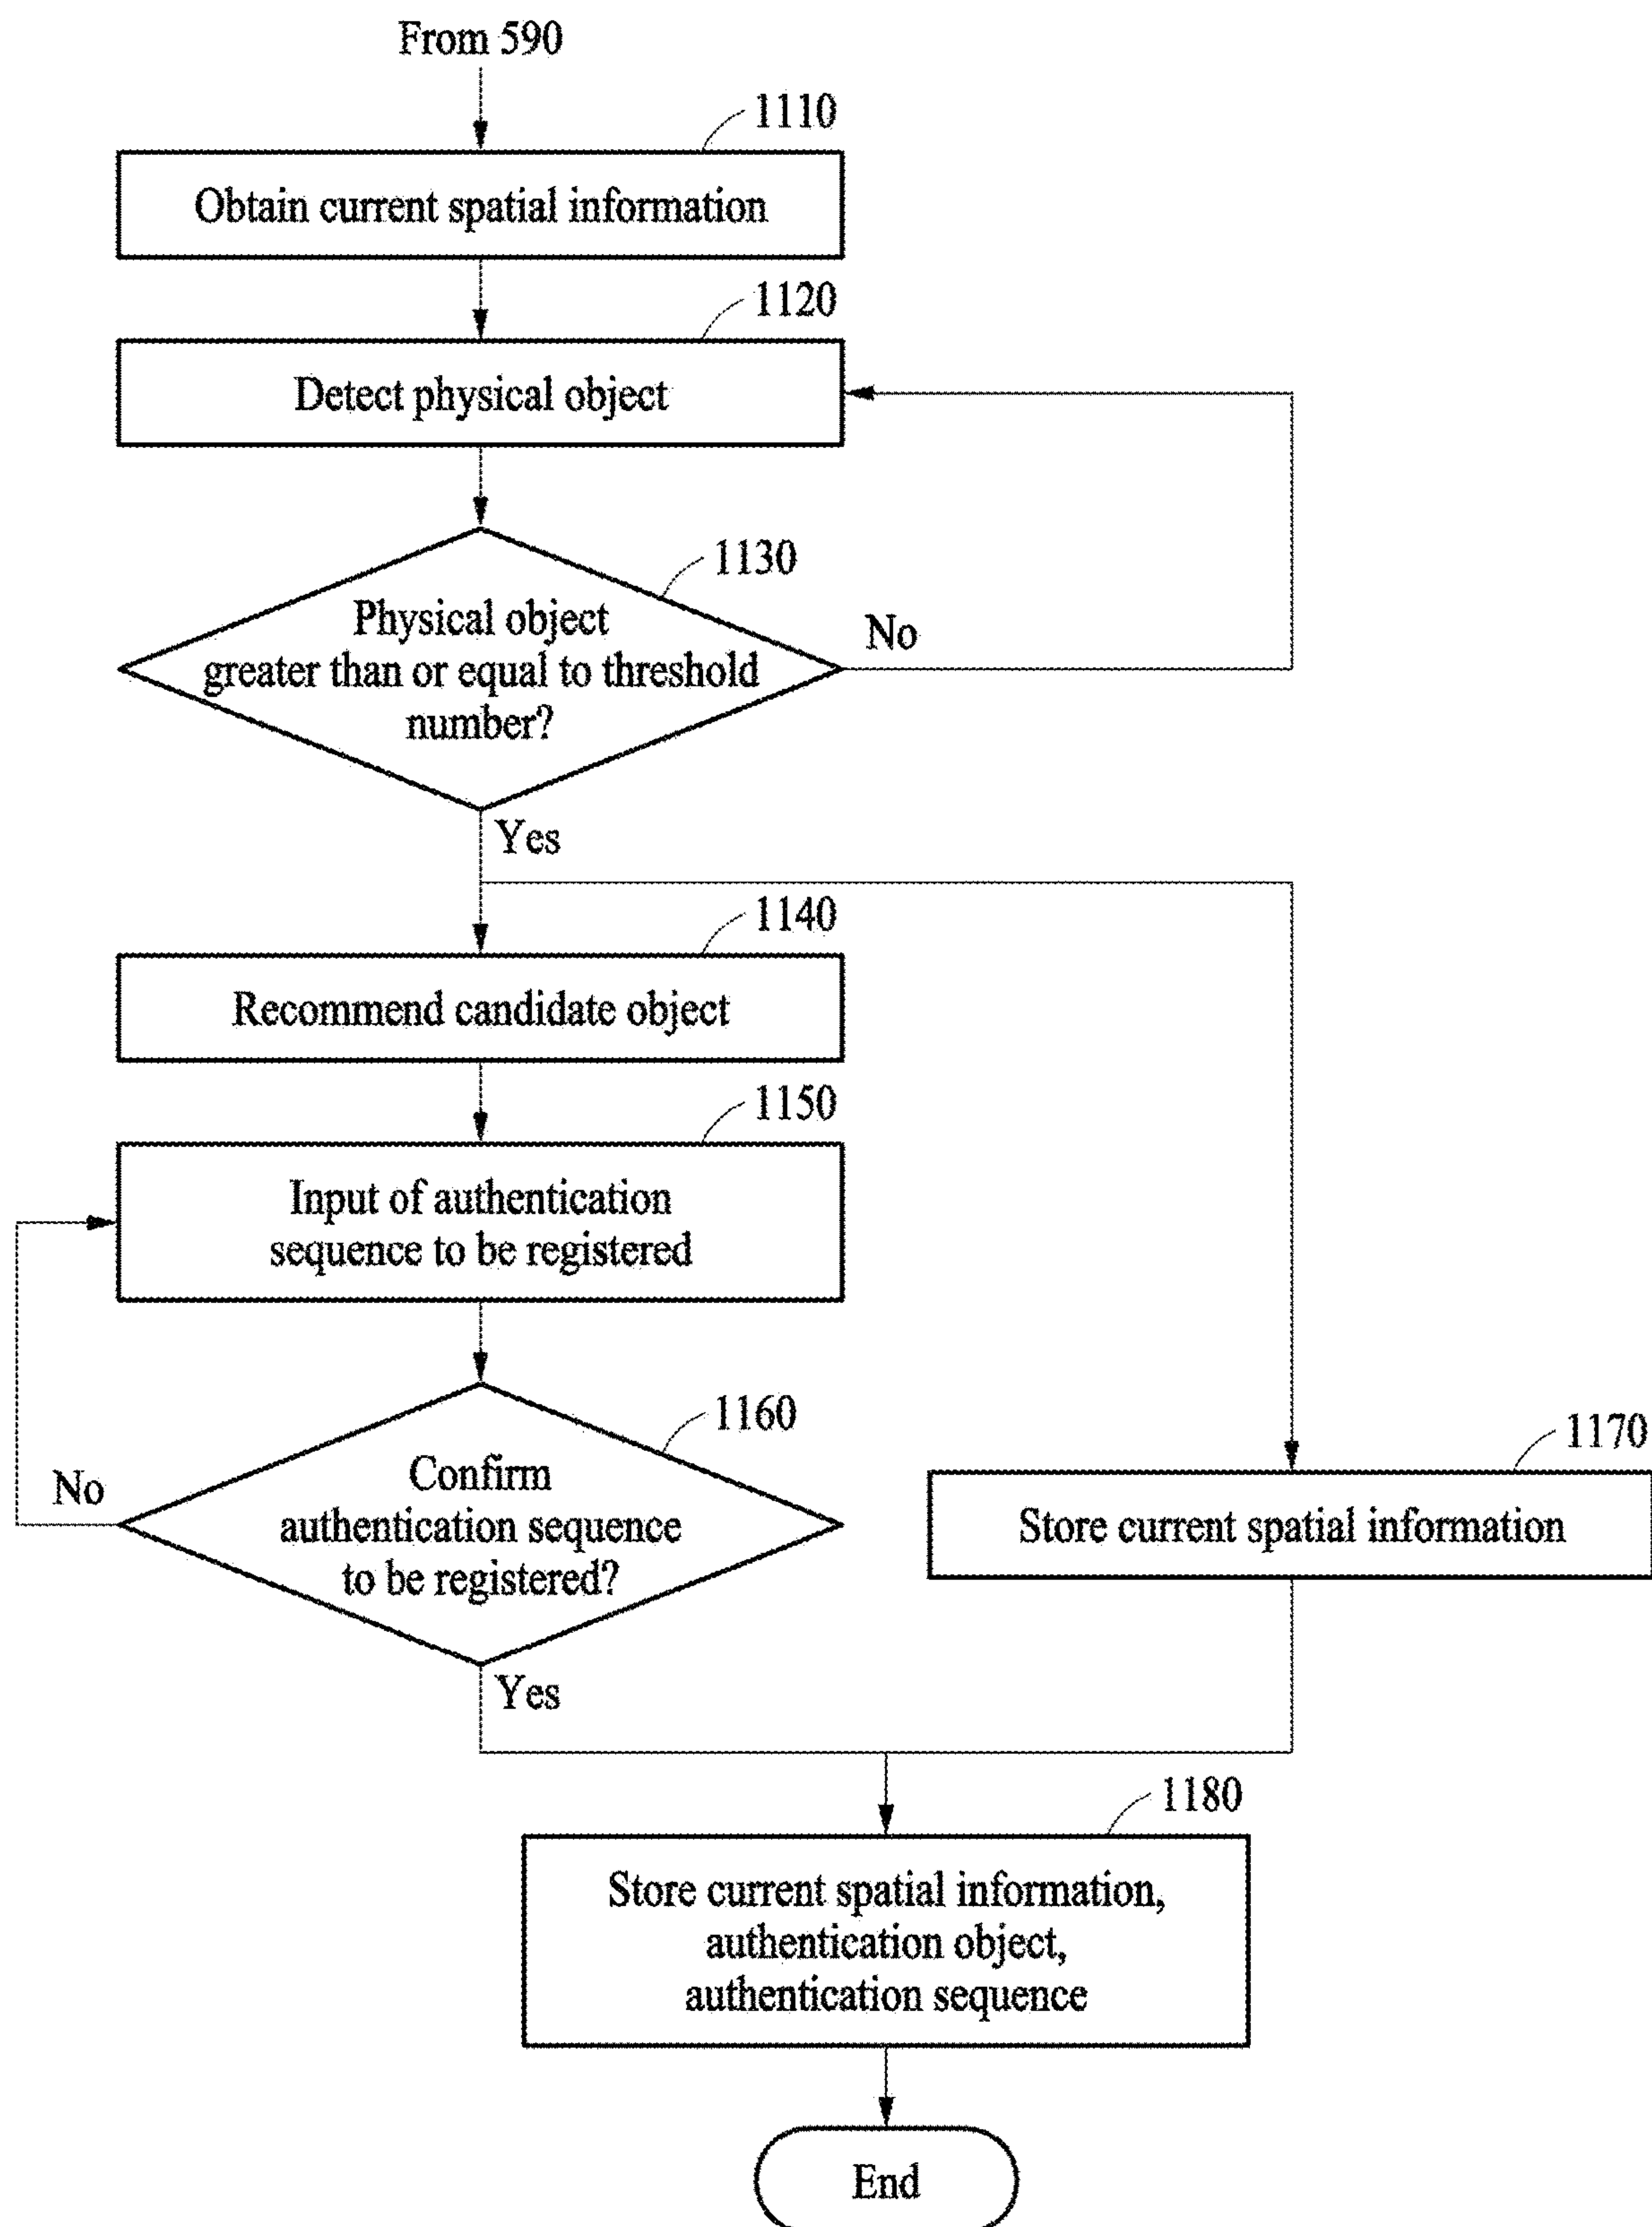 From 590
1110
Obtain current spatial information
1120
Detect physical object
1130
Physical object
greater than or equal to threshold
number?
No
Yes
1140
Recommend candidate object
1150
Input of authentication
sequence to be registered
1160
Confirm
authentication sequence
to be registered?
No
Yes
1170
Store current spatial information
1180
Store current spatial information,
authentication object,
authentication sequence
End